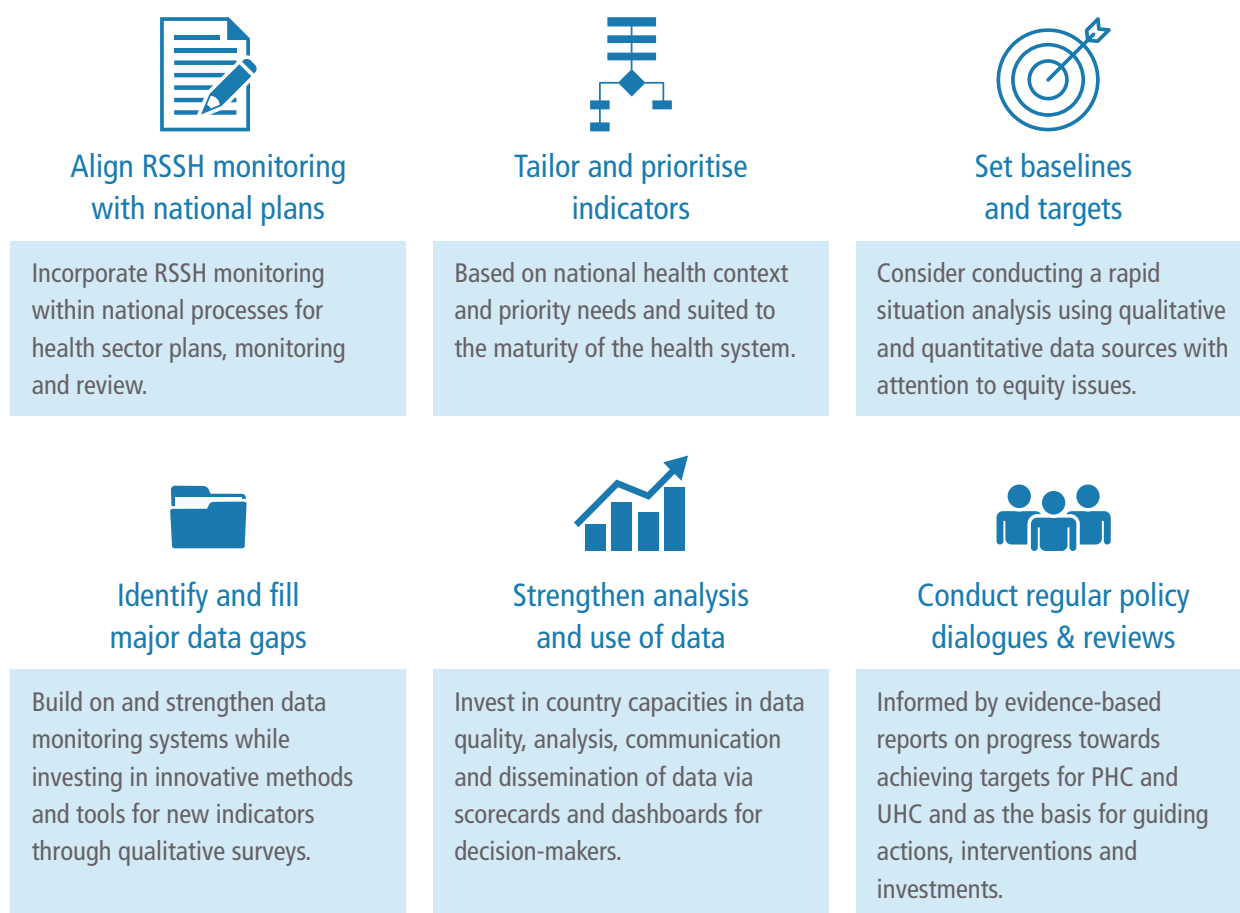 Align RSSH monitoring
with national plans
Incorporate RSSH monitoring
within national processes for
health sector plans, monitoring
and review.
Tailor and prioritise
indicators
Based on national health context
and priority needs and suited to
the maturity of the health system.
Set baselines
and targets
Consider conducting a rapid
situation analysis using qualitative
and quantitative data sources with
attention to equity issues.
Identify and fill
major data gaps
Build on and strengthen data
monitoring systems while
investing in innovative methods
and tools for new indicators
through qualitative surveys.
Strengthen analysis
and use of data
Invest in country capacities in data
quality, analysis, communication
and dissemination of data via
scorecards and dashboards for
decision-makers.
Conduct regular policy
dialogues & reviews
Informed by evidence-based
reports on progress towards
achieving targets for PHC and
UHC and as the basis for guiding
actions, interventions and
investments.